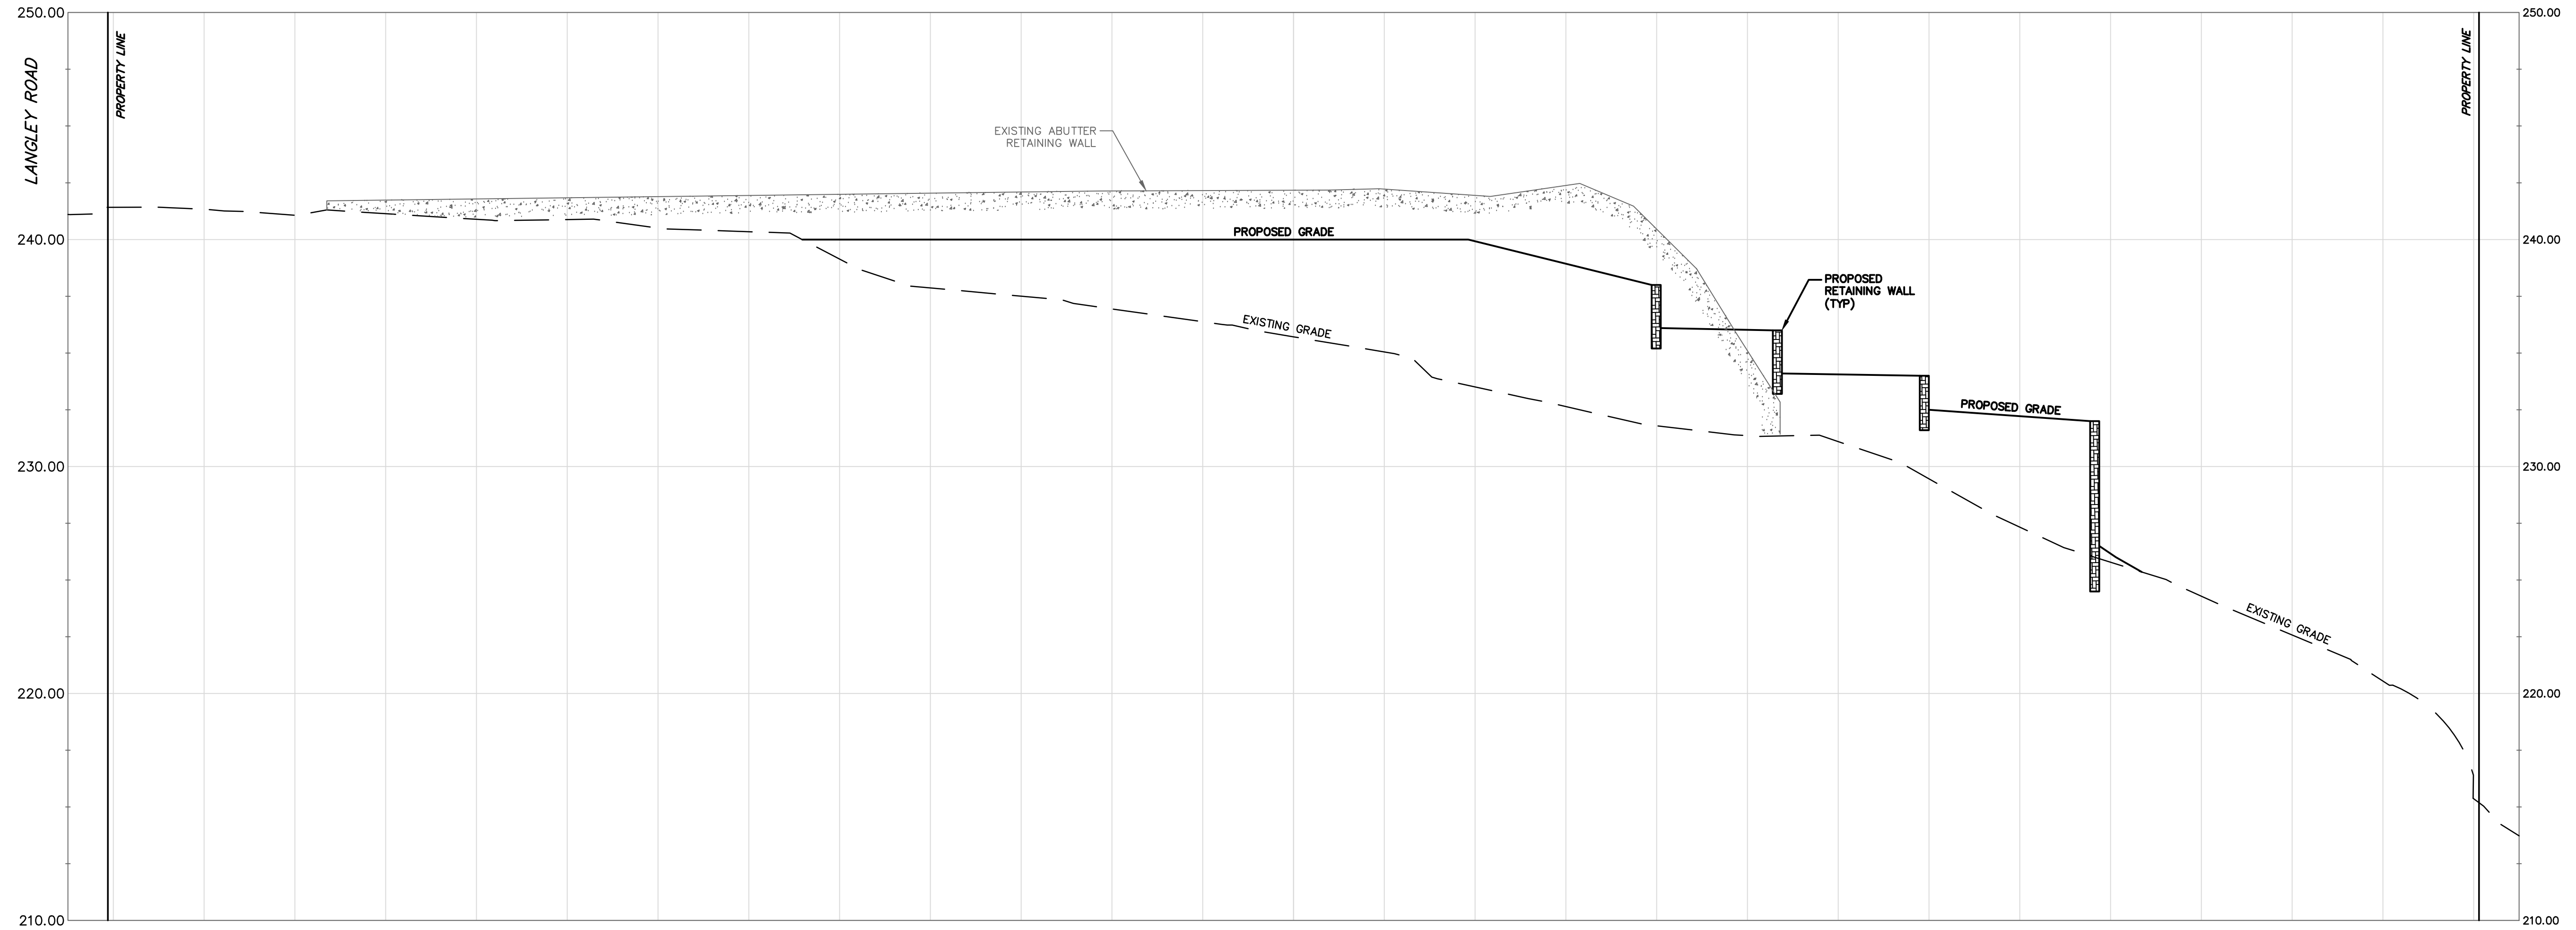 250.00
250.00
LANGLEY ROAD
PROPERTY LINE
PROPERTY LINE
EXISTING ABUTTER
RETAINING WALL
240.00
PROPOSED GRADE
240.00
PROPOSED
RETAINING WALL
(TYP)
EXISTING GRADE
PROPOSED GRADE
230.00
230.00
EXISTING GRADE
220.00
220.00
210.00
210.00